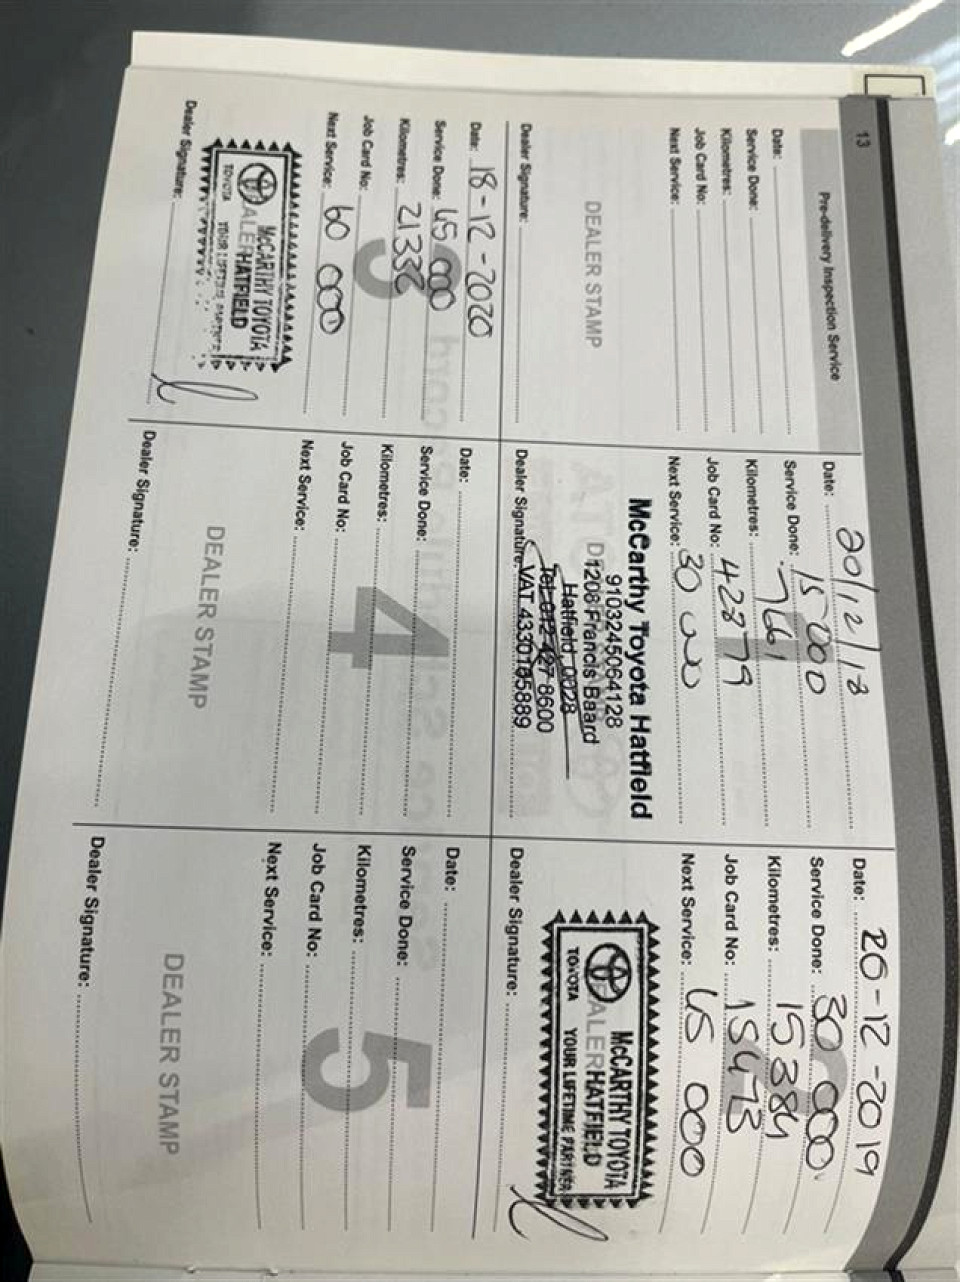 13
Pre-delivery Inspection Service
Date:
Service Done:
Kilometres:
Job Card No:
Next Service:
DEALER STAMP
Dealer Signature:
Date: 20/12/18
Service Done: 15 000
Kilometres: 7661
Job Card No: 42879
Next Service: 30 000
McCarthy Toyota Hatfield
9103245064128
1208 Francis Baard
Hatfield, 0028
Tel: 012 427 8600
VAT 4330185889
Dealer Signature:
Date: 20-12-2019
Service Done: 30 000
Kilometres: 15384
Job Card No: 15473
Next Service: 45 000
DEALER
McCARTHY TOYOTA
HATFIELD
TOYOTA YOUR LIFETIME PARTNER
Dealer Signature:
3
Date: 18-12-2020
Service Done: 45 000
Kilometres: 21332
Job Card No:
Next Service: 60 000
DEALER
McCARTHY TOYOTA
HATFIELD
TOYOTA YOUR LIFETIME PARTNER
Dealer Signature:
4
Date:
Service Done:
Kilometres:
Job Card No:
Next Service:
DEALER STAMP
Dealer Signature:
5
Date:
Service Done:
Kilometres:
Job Card No:
Next Service:
DEALER STAMP
Dealer Signature: